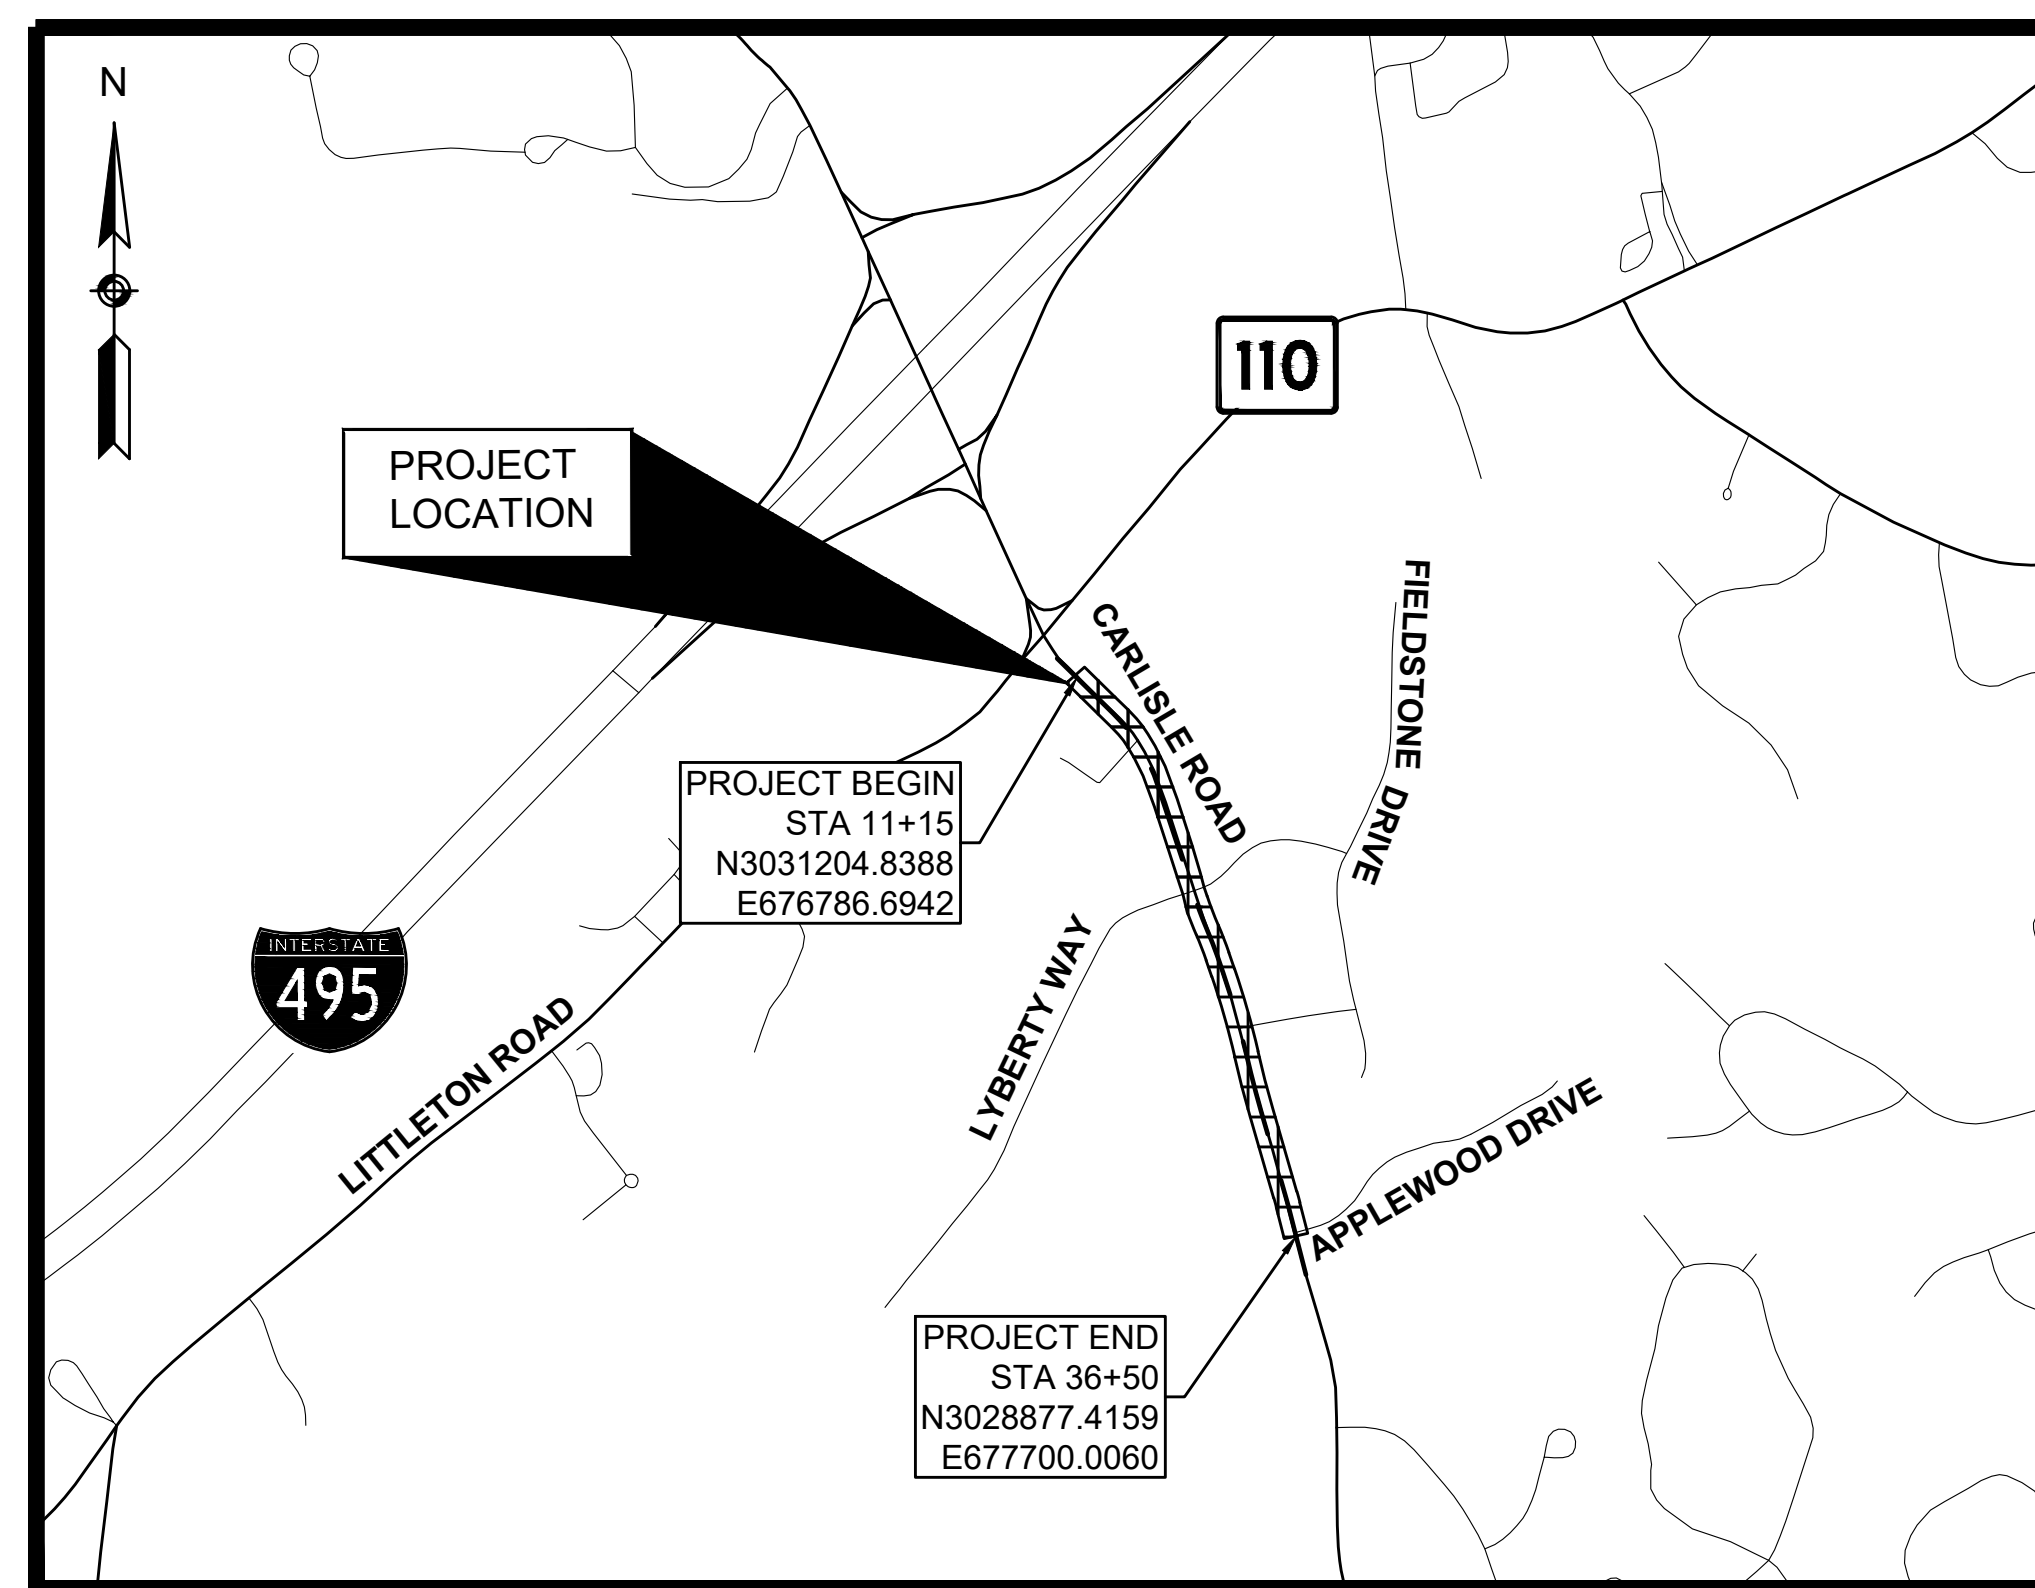 N
110
PROJECT
LOCATION
CARLISLE ROAD
FIELDSTONE DRIVE
PROJECT BEGIN
STA 11+15
N3031204.8388
E676786.6942
INTERSTATE
495
LITTLETON ROAD
LYBERTY WAY
APPLEWOOD DRIVE
PROJECT END
STA 36+50
N3028877.4159
E677700.0060